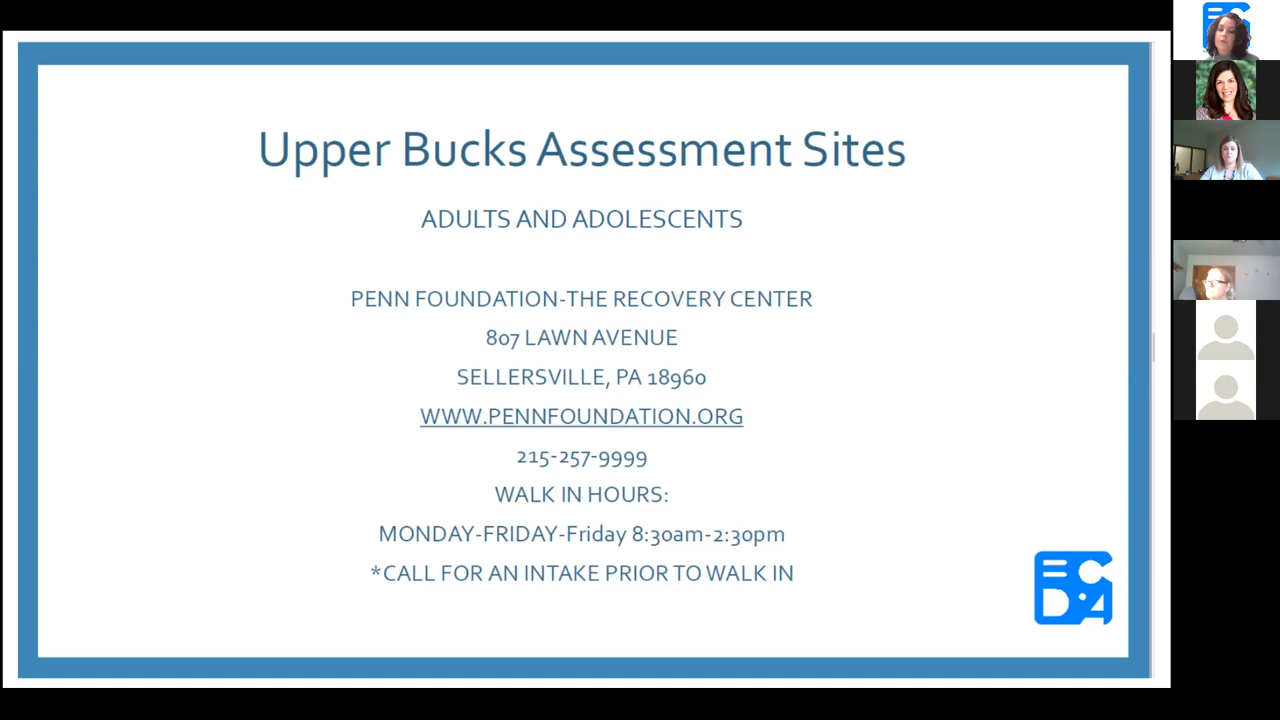 Upper Bucks Assessment Sites
ADULTS AND ADOLESCENTS
PENN FOUNDATION-THE RECOVERY CENTER
807 LAWN AVENUE
SELLERSVILLE, PA 18960
WWW.PENNFOUNDATION.ORG
215-257-9999
WALK IN HOURS:
MONDAY-FRIDAY-Friday 8:30am-2:30pm
*CALL FOR AN INTAKE PRIOR TO WALK IN